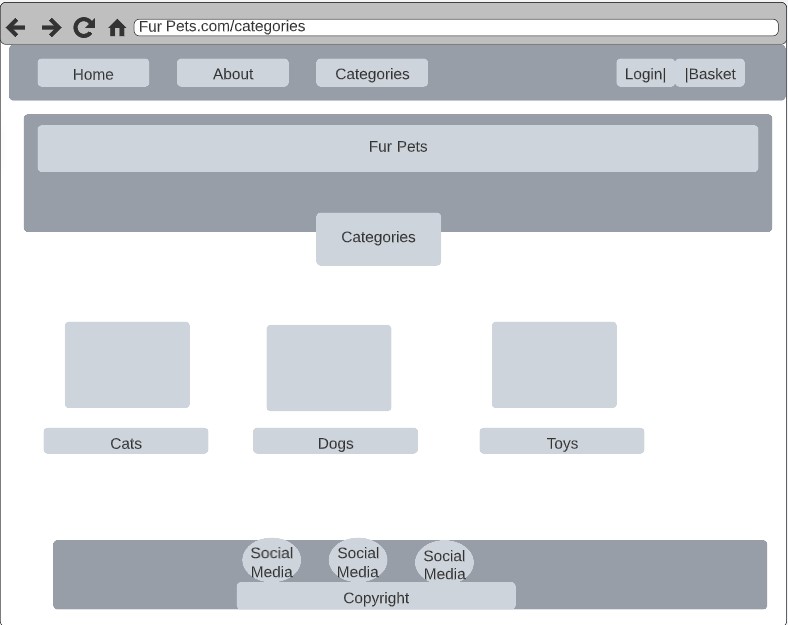 Fur Pets.com/categories
Home About Categories Login| |Basket
Fur Pets
Categories
Cats Dogs Toys
Social Social Social
Media Media Media
Copyright